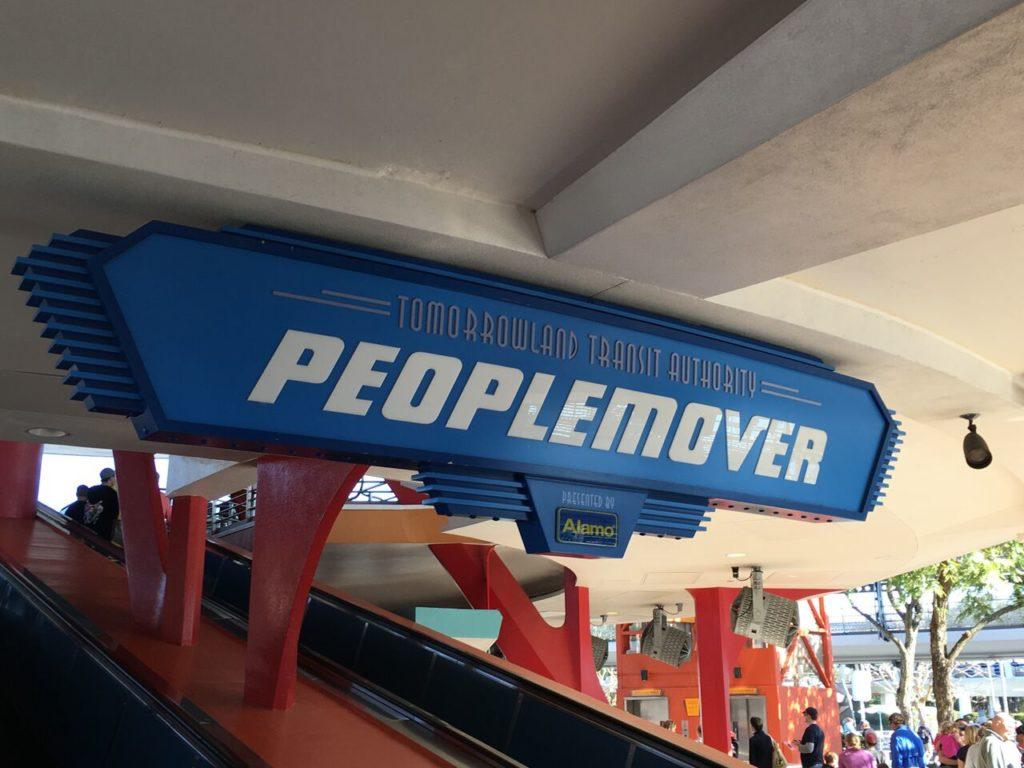 TOMORROWLAND TRANSIT AUTHORITY
PEOPLEMOVER
PRESENTED BY
Alamo